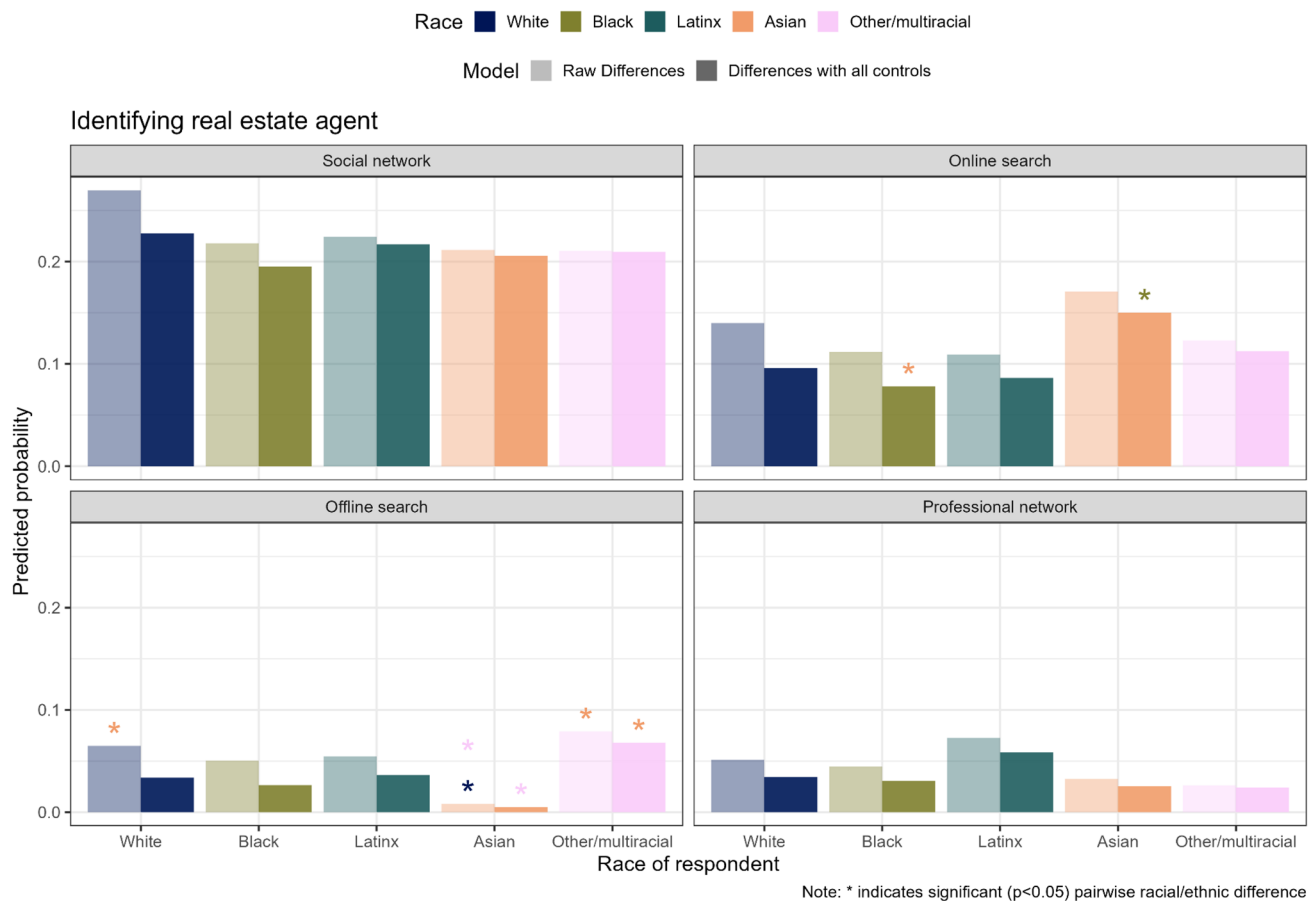 Race White Black Latinx Asian Other/multiracial
Model Raw Differences Differences with all controls
Identifying real estate agent
Social network
Online search
0.2
0.1
0.0
Offline search
Professional network
0.2
0.1
0.0
Predicted probability
* *
* * * * * *
White Black Latinx Asian Other/multiracial
White Black Latinx Asian Other/multiracial
Race of respondent
Note: * indicates significant (p<0.05) pairwise racial/ethnic difference